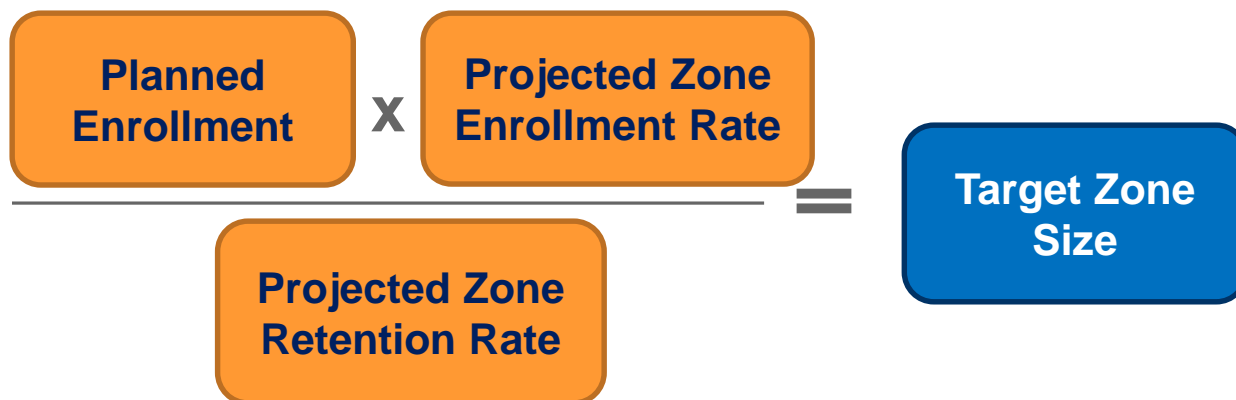 Planned
Enrollment
x
Projected Zone
Enrollment Rate
=
Target Zone
Size
Projected Zone
Retention Rate